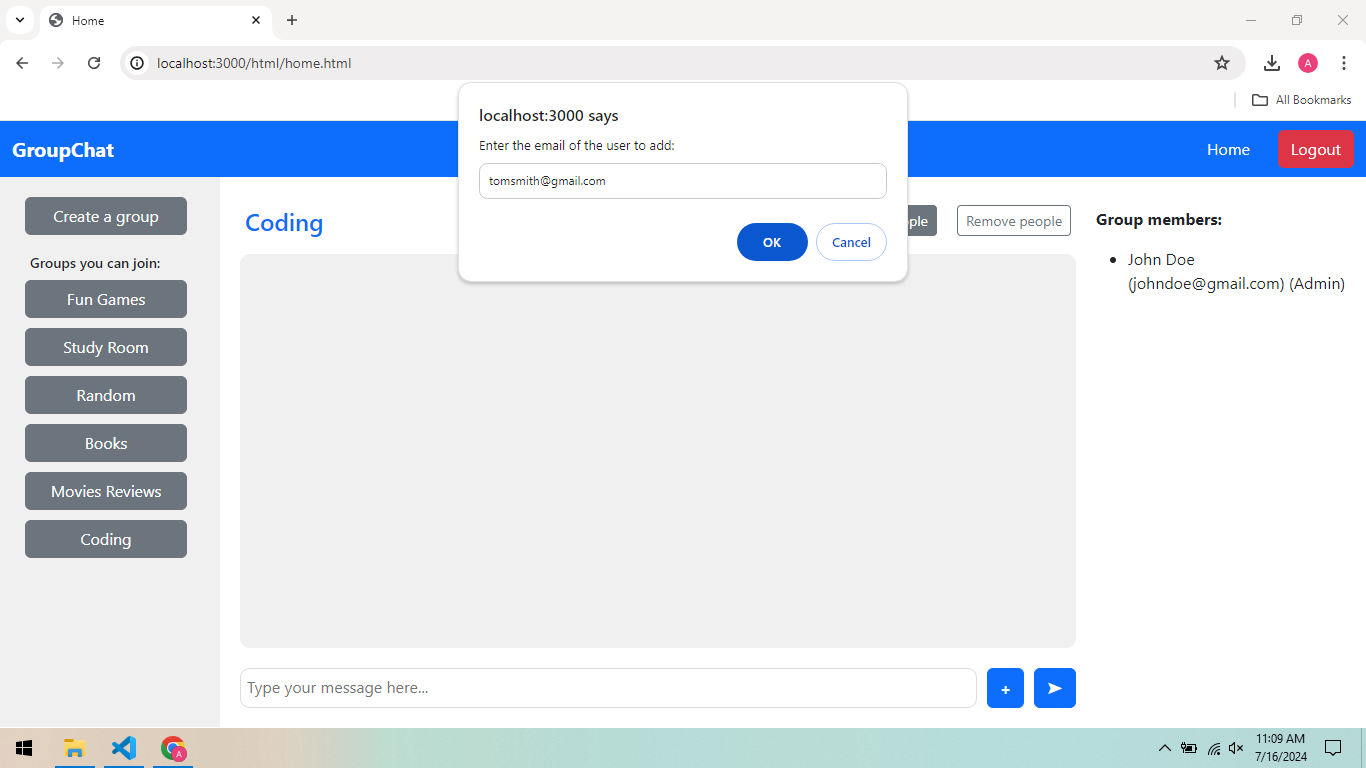 Home
localhost:3000/html/home.html
A
All Bookmarks
localhost:3000 says
Enter the email of the user to add:
tomsmith@gmail.com
OK
Cancel
GroupChat
Home
Logout
Create a group
Groups you can join:
Fun Games
Study Room
Random
Books
Movies Reviews
Coding
Coding
Remove people
Group members:
John Doe
(johndoe@gmail.com) (Admin)
Type your message here...
+
A
11:09 AM
7/16/2024